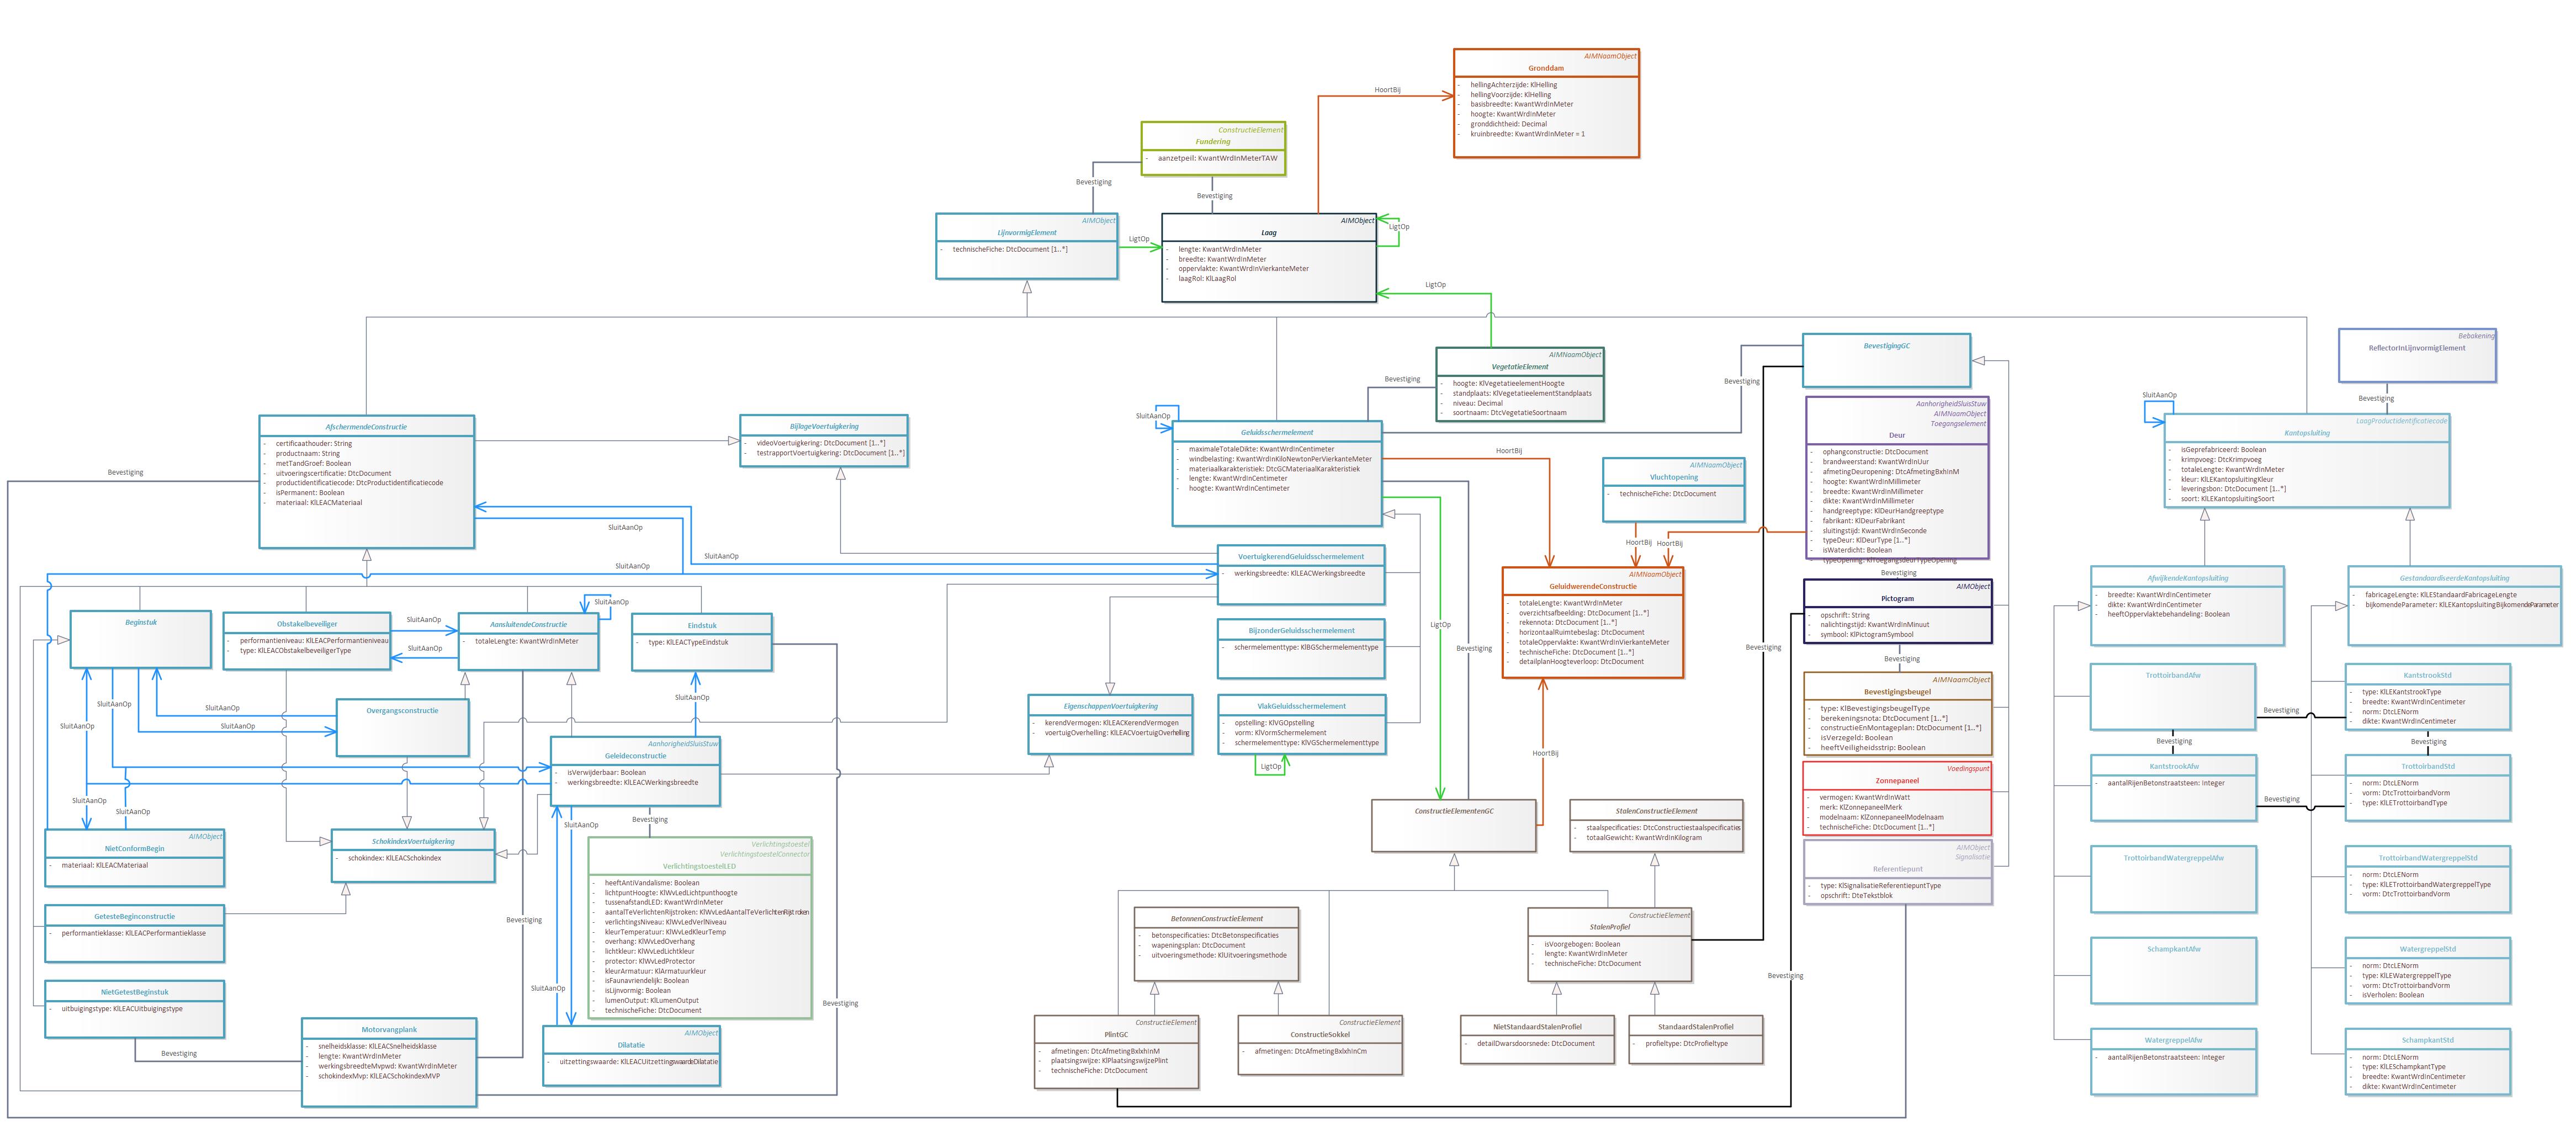 AIMNaamObject
Gronddam
- hellingAchterzijde: KlHelling
- hellingVoorzijde: KlHelling
- basisbreedte: KwantWrdInMeter
- hoogte: KwantWrdInMeter
- gronddichtheid: Decimal
- kruinbreedte: KwantWrdInMeter = 1
HoortBij
ConstructieElement
Fundering
- aanzetpeil: KwantWrdInMeterTAW
Bevestiging
Bevestiging
AIMObject
LijnvormigElement
- technischeFiche: DtcDocument [1..*]
LigtOp
AIMObject
Laag
- lengte: KwantWrdInMeter
- breedte: KwantWrdInMeter
- oppervlakte: KwantWrdInVierkanteMeter
- laagRol: KlLaagRol
LigtOp
LigtOp
AIMNaamObject
VegetatieElement
- hoogte: KlVegetatieelementHoogte
- standplaats: KlVegetatieelementStandplaats
- niveau: Decimal
- soortnaam: DtcVegetatieSoortnaam
Bevestiging
BevestigingGC
Bevestiging
Bebakening
ReflectorInLijnvormigElement
Bevestiging
AfschermendeConstructie
- certificaathouder: String
- productnaam: String
- metTandGroef: Boolean
- uitvoeringscertificatie: DtcDocument
- productidentificatiecode: DtcProductidentificatiecode
- isPermanent: Boolean
- materiaal: KlLEACMateriaal
Bevestiging
BijlageVoertuigkering
- videoVoertuigkering: DtcDocument [1..*]
- testrapportVoertuigkering: DtcDocument [1..*]
SluitAanOp
Geluidsschermelement
- maximaleTotaleDikte: KwantWrdInCentimeter
- windbelasting: KwantWrdInKiloNewtonPerVierkanteMeter
- materiaalkarakteristiek: DtcGCMateriaalKarakteristiek
- lengte: KwantWrdInCentimeter
- hoogte: KwantWrdInCentimeter
HoortBij
AIMNaamObject
Vluchtopening
- technischeFiche: DtcDocument
HoortBij
HoortBij
AanhorigheidSluisStuw
AIMNaamObject
Toegangselement
Deur
- ophangconstructie: DtcDocument
- brandweerstand: KwantWrdInUur
- afmetingDeuropening: DtcAfmetingBxhInM
- hoogte: KwantWrdInMillimeter
- breedte: KwantWrdInMillimeter
- dikte: KwantWrdInMillimeter
- handgreeptype: KlDeurHandgreeptype
- fabrikant: KlDeurFabrikant
- sluitingstijd: KwantWrdInSeconde
- typeDeur: KlDeurType [1..*]
- isWaterdicht: Boolean
- typeOpening: KlToegangsdeurTypeOpening
Bevestiging
SluitAanOp
LaagProductidentificatiecode
Kantopsluiting
- isGeprefabriceerd: Boolean
- krimpvoeg: DtcKrimpvoeg
- totaleLengte: KwantWrdInMeter
- kleur: KlLEKantopsluitingKleur
- leveringsbon: DtcDocument [1..*]
- soort: KlLEKantopsluitingSoort
SluitAanOp
SluitAanOp
SluitAanOp
VoertuigkerendGeluidsschermelement
- werkingsbreedte: KlLEACWerkingsbreedte
BijzonderGeluidsschermelement
- schermelementtype: KlBGSchermelementtype
VlakGeluidsschermelement
- opstelling: KlVGOpstelling
- vorm: KlVormSchermelement
- schermelementtype: KlVGSchermelementtype
LigtOp
LigtOp
Bevestiging
AIMNaamObject
GeluidwerendeConstructie
- totaleLengte: KwantWrdInMeter
- overzichtsafbeelding: DtcDocument [1..*]
- rekennota: DtcDocument [1..*]
- horizontaalRuimtebeslag: DtcDocument
- totaleOppervlakte: KwantWrdInVierkanteMeter
- technischeFiche: DtcDocument [1..*]
- detailplanHoogteverloop: DtcDocument
HoortBij
Bevestiging
AIMObject
Pictogram
- opschrift: String
- nalichtingstijd: KwantWrdInMinuut
- symbool: KlPictogramSymbool
Bevestiging
AIMNaamObject
Bevestigingsbeugel
- type: KlBevestigingsbeugelType
- berekeningsnota: DtcDocument [1..*]
- constructieEnMontageplan: DtcDocument [1..*]
- isVerzegeld: Boolean
- heeftVeiligheidsstrip: Boolean
Voedingspunt
Zonnepaneel
- vermogen: KwantWrdInWatt
- merk: KlZonnepaneelMerk
- modelnaam: KlZonnepaneelModelnaam
- technischeFiche: DtcDocument [1..*]
AIMObject
Signalisatie
Referentiepunt
- type: KlSignalisatieReferentiepuntType
- opschrift: DteTekstblok
Bevestiging
AfwijkendeKantopsluiting
- breedte: KwantWrdInCentimeter
- dikte: KwantWrdInCentimeter
- heeftOppervlaktebehandeling: Boolean
GestandaardiseerdeKantopsluiting
- fabricageLengte: KlLEStandaardFabricageLengte
- bijkomendeParameter: KlLEKantopsluitingBijkomendeParameter
TrottoirbandAfw
KantstrookStd
- type: KlLEKantstrookType
- breedte: KwantWrdInCentimeter
- norm: DtcLENorm
- dikte: KwantWrdInCentimeter
Bevestiging
Bevestiging
Bevestiging
KantstrookAfw
- aantalRijenBetonstraatsteen: Integer
Bevestiging
TrottoirbandStd
- norm: DtcLENorm
- vorm: DtcTrottoirbandVorm
- type: KlLETrottoirbandType
TrottoirbandWatergreppelAfw
TrottoirbandWatergreppelStd
- norm: DtcLENorm
- type: KlLETrottoirbandWatergreppelType
- vorm: DtcTrottoirbandVorm
SchampkantAfw
WatergreppelStd
- norm: DtcLENorm
- type: KlLEWatergreppelType
- vorm: DtcTrottoirbandVorm
- isVerholen: Boolean
WatergreppelAfw
- aantalRijenBetonstraatsteen: Integer
SchampkantStd
- norm: DtcLENorm
- type: KlLESchampkantType
- breedte: KwantWrdInCentimeter
- dikte: KwantWrdInCentimeter
Beginstuk
Obstakelbeveiliger
- performantieniveau: KlLEACPerformantieniveau
- type: KlLEACObstakelbeveiligerType
SluitAanOp
SluitAanOp
AansluitendeConstructie
- totaleLengte: KwantWrdInMeter
SluitAanOp
Eindstuk
- type: KlLEACTypeEindstuk
SluitAanOp
SluitAanOp
SluitAanOp
SluitAanOp
SluitAanOp
Overgangsconstructie
EigenschappenVoertuigkering
- kerendVermogen: KlLEACKerendVermogen
- voertuigOverhelling: KlLEACVoertuigOverhelling
AanhorigheidSluisStuw
Geleideconstructie
- isVerwijderbaar: Boolean
- werkingsbreedte: KlLEACWerkingsbreedte
SluitAanOp
SluitAanOp
SluitAanOp
Bevestiging
AIMObject
NietConformBegin
- materiaal: KlLEACMateriaal
SchokindexVoertuigkering
- schokindex: KlLEACSchokindex
Verlichtingstoestel
VerlichtingstoestelConnector
VerlichtingstoestelLED
- heeftAntiVandalisme: Boolean
- lichtpuntHoogte: KlWvLedLichtpunthoogte
- tussenafstandLED: KwantWrdInMeter
- aantalTeVerlichtenRijstroken: KlWvLedAantalTeVerlichtenRijstroken
- verlichtingsNiveau: KlWvLedVerlNiveau
- kleurTemperatuur: KlWvLedKleurTemp
- overhang: KlWvLedOverhang
- lichtkleur: KlWvLedLichtkleur
- protector: KlWvLedProtector
- kleurArmatuur: KlArmatuurkleur
- isFaunavriendelijk: Boolean
- isLijnvormig: Boolean
- lumenOutput: KlLumenOutput
- technischeFiche: DtcDocument
GetesteBeginconstructie
- performantieklasse: KlLEACPerformantieklasse
Bevestiging
NietGetestBeginstuk
- uitbuigingstype: KlLEACUitbuigingstype
SluitAanOp
Bevestiging
Bevestiging
Motorvangplank
- snelheidsklasse: KlLEACSnelheidsklasse
- lengte: KwantWrdInMeter
- werkingsbreedteMvpwd: KwantWrdInMeter
- schokindexMvp: KlLEACSchokindexMVP
AIMObject
Dilatatie
- uitzettingswaarde: KlLEACUitzettingswaardeDilatatie
ConstructieElementenGC
StalenConstructieElement
- staalspecificaties: DtcConstructiestaalspecificaties
- totaalGewicht: KwantWrdInKilogram
BetonnenConstructieElement
- betonspecificaties: DtcBetonspecificaties
- wapeningsplan: DtcDocument
- uitvoeringsmethode: KlUitvoeringsmethode
ConstructieElement
StalenProfiel
- isVoorgebogen: Boolean
- lengte: KwantWrdInMeter
- technischeFiche: DtcDocument
ConstructieElement
PlintGC
- afmetingen: DtcAfmetingBxlxhInM
- plaatsingswijze: KlPlaatsingswijzePlint
- technischeFiche: DtcDocument
ConstructieElement
ConstructieSokkel
- afmetingen: DtcAfmetingBxlxhInCm
NietStandaardStalenProfiel
- detailDwarsdoorsnede: DtcDocument
StandaardStalenProfiel
- profieltype: DtcProfieltype